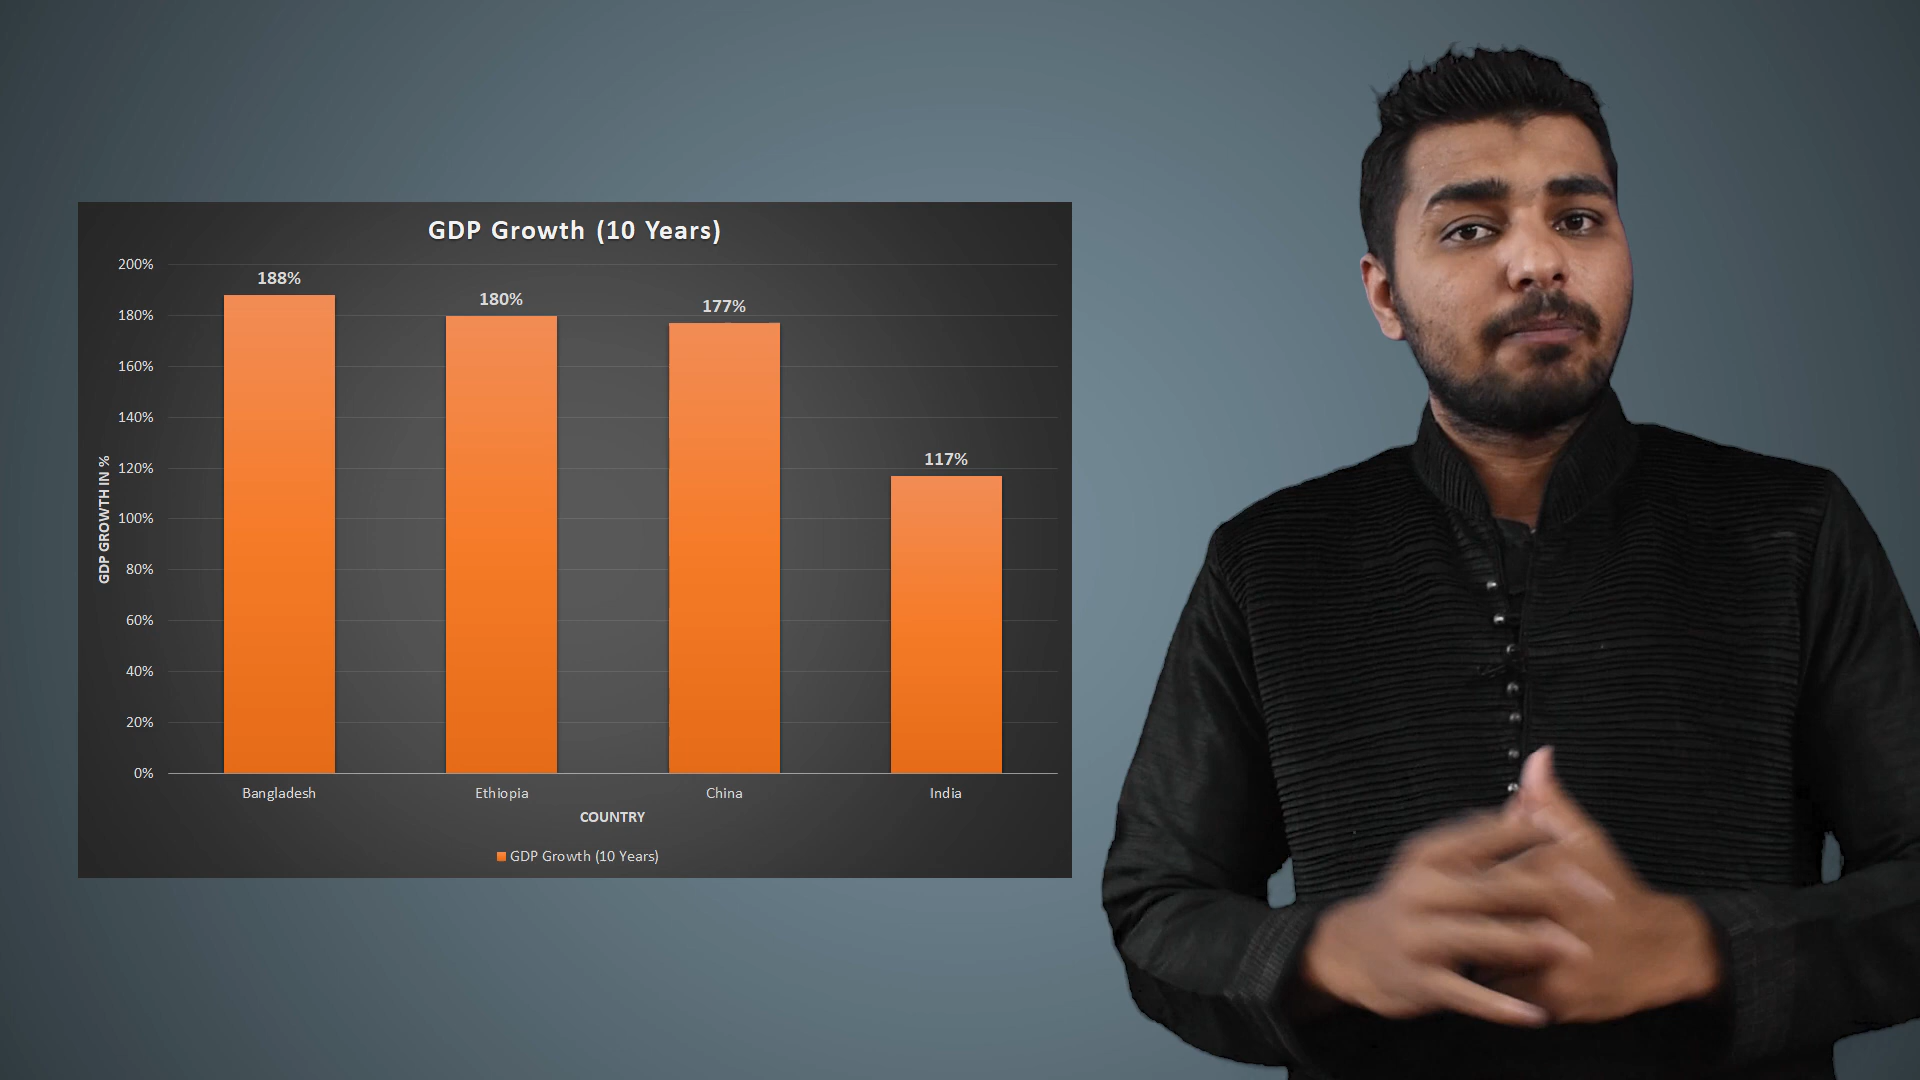 GDP Growth (10 Years)
200%
180%
160%
140%
120%
100%
80%
60%
40%
20%
0%
GDP GROWTH IN %
188%
180%
177%
117%
Bangladesh
Ethiopia
China
India
COUNTRY
GDP Growth (10 Years)